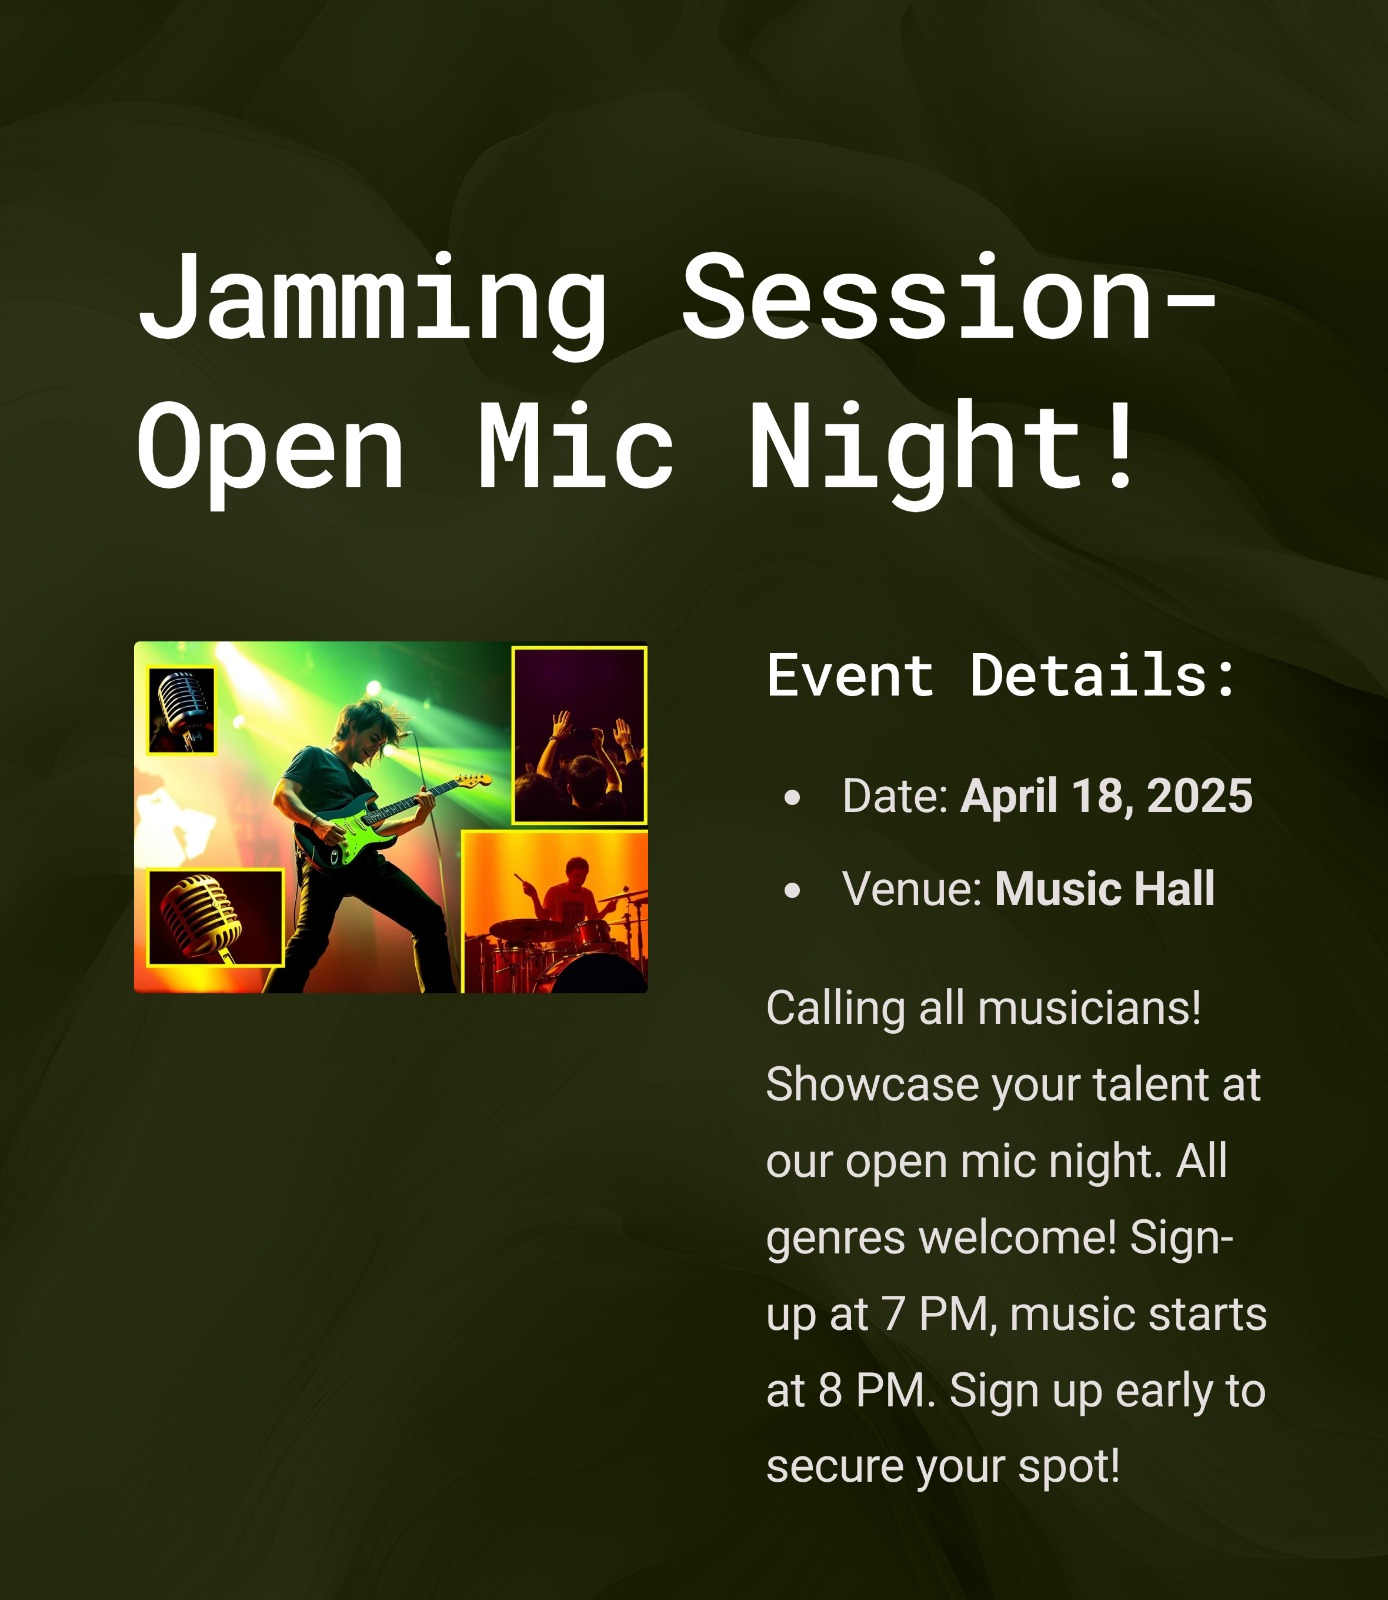 Jamming Session-
Open Mic Night!
Event Details:
• Date: April 18, 2025
• Venue: Music Hall
Calling all musicians!
Showcase your talent at
our open mic night. All
genres welcome! Sign-
up at 7 PM, music starts
at 8 PM. Sign up early to
secure your spot!